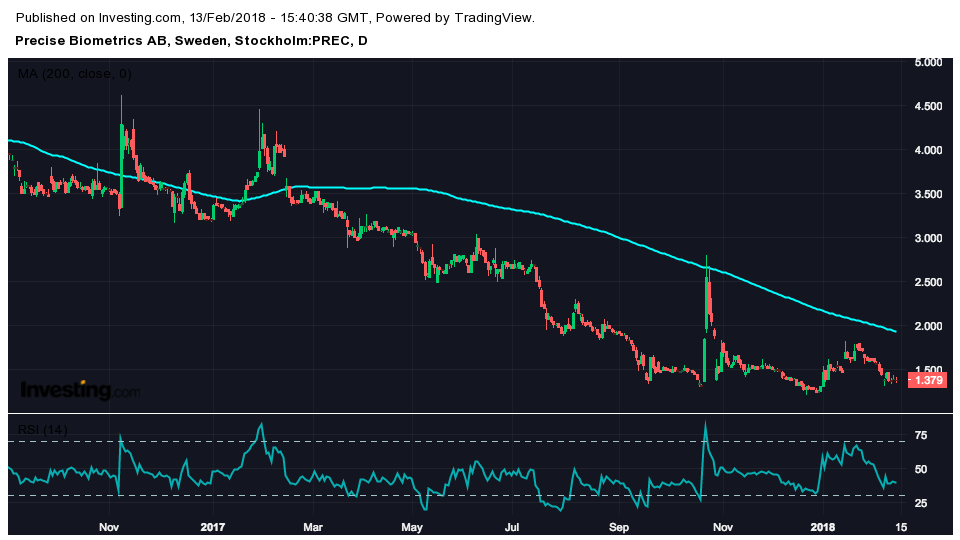 Published on Investing.com, 13/Feb/2018 - 15:40:38 GMT, Powered by TradingView.
Precise Biometrics AB, Sweden, Stockholm:PREC, D
MA (200, close, 0)
5.000
4.500
4.000
3.500
3.000
2.500
2.000
1.500
1.379
Investing.com
RSI (14)
75
50
25
Nov 2017 Mar May Jul Sep Nov 2018 15